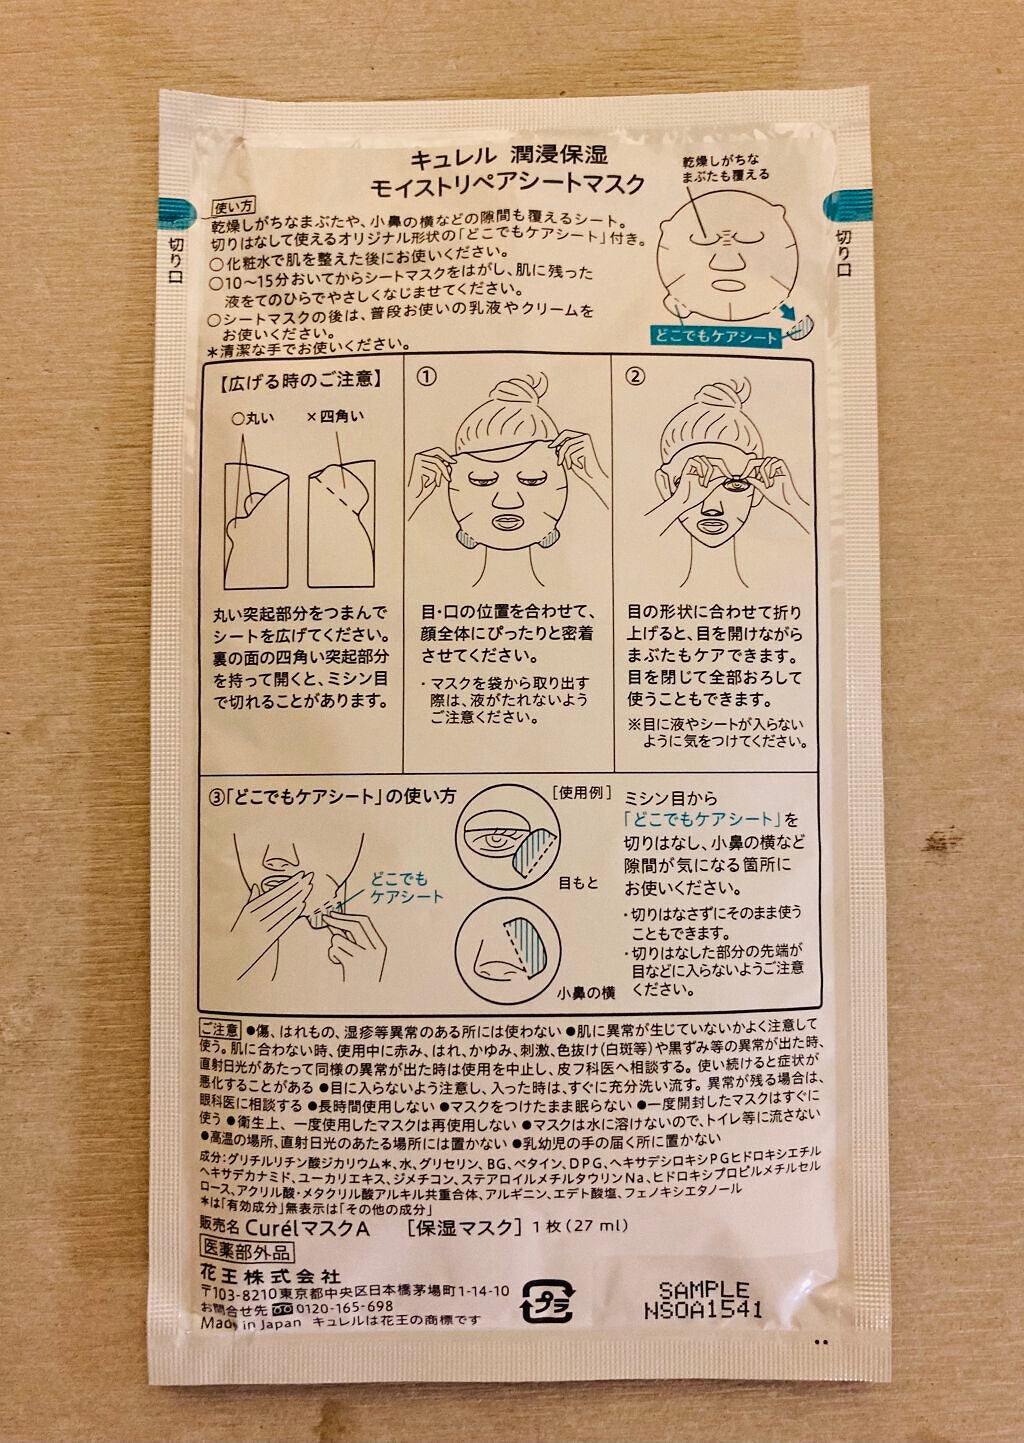 キュレル 潤浸保湿
モイストリペアシートマスク
乾燥しがちな
まぶたも覆える
どこでもケアシート
切り口
切り口
使い方
乾燥しがちなまぶたや、小鼻の横などの隙間も覆えるシート。
切りはなして使えるオリジナル形状の「どこでもケアシート」付き。
○化粧水で肌を整えた後にお使いください。
○10〜15分おいてからシートマスクをはがし、肌に残った
液をてのひらでやさしくなじませてください。
○シートマスクの後は、普段お使いの乳液やクリームを
お使いください。
＊清潔な手でお使いください。
【広げる時のご注意】
○丸い ×四角い
丸い突起部分をつまんで
シートを広げてください。
裏の面の四角い突起部分
を持って開くと、ミシン目
で切れることがあります。
①
目・口の位置を合わせて、
顔全体にぴったりと密着
させてください。
・マスクを袋から取り出す
際は、液がたれないよう
ご注意ください。
②
目の形状に合わせて折り
上げると、目を開けながら
まぶたもケアできます。
目を閉じて全部おろして
使うこともできます。
※目に液やシートが入らない
ように気をつけてください。
③「どこでもケアシート」の使い方
どこでも
ケアシート
［使用例］
目もと
小鼻の横
ミシン目から
「どこでもケアシート」を
切りはなし、小鼻の横など
隙間が気になる箇所に
お使いください。
・切りはなさずにそのまま使う
こともできます。
・切りはなした部分の先端が
目などに入らないようご注意
ください。
ご注意 ●傷、はれもの、湿疹等異常のある所には使わない ●肌に異常が生じていないかよく注意して
使う。肌に合わない時、使用中に赤み、はれ、かゆみ、刺激、色抜け(白斑等)や黒ずみ等の異常が出た時、
直射日光があたって同様の異常が出た時は使用を中止し、皮フ科医へ相談する。使い続けると症状が
悪化することがある ●目に入らないよう注意し、入った時は、すぐに充分洗い流す。異常が残る場合は、
眼科医に相談する ●長時間使用しない ●マスクをつけたまま眠らない ●一度開封したマスクはすぐに
使う ●衛生上、一度使用したマスクは再使用しない ●マスクは水に溶けないので、トイレ等に流さない
●高温の場所、直射日光のあたる場所には置かない ●乳幼児の手の届く所に置かない
成分:グリチルリチン酸ジカリウム＊、水、グリセリン、BG、ベタイン、DPG、ヘキサデシロキシPGヒドロキシエチル
ヘキサデカナミド、ユーカリエキス、ジメチコン、ステアロイルメチルタウリンNa、ヒドロキシプロピルメチルセル
ロース、アクリル酸・メタクリル酸アルキル共重合体、アルギニン、エデト酸塩、フェノキシエタノール
＊は「有効成分」無表示は「その他の成分」
販売名 CurélマスクA ［保湿マスク］1枚(27 ml)
医薬部外品
花王株式会社
〒103-8210 東京都中央区日本橋茅場町1-14-10
お問合せ先 0120-165-698
Made in Japan キュレルは花王の商標です
プラ
SAMPLE
NSOA1541